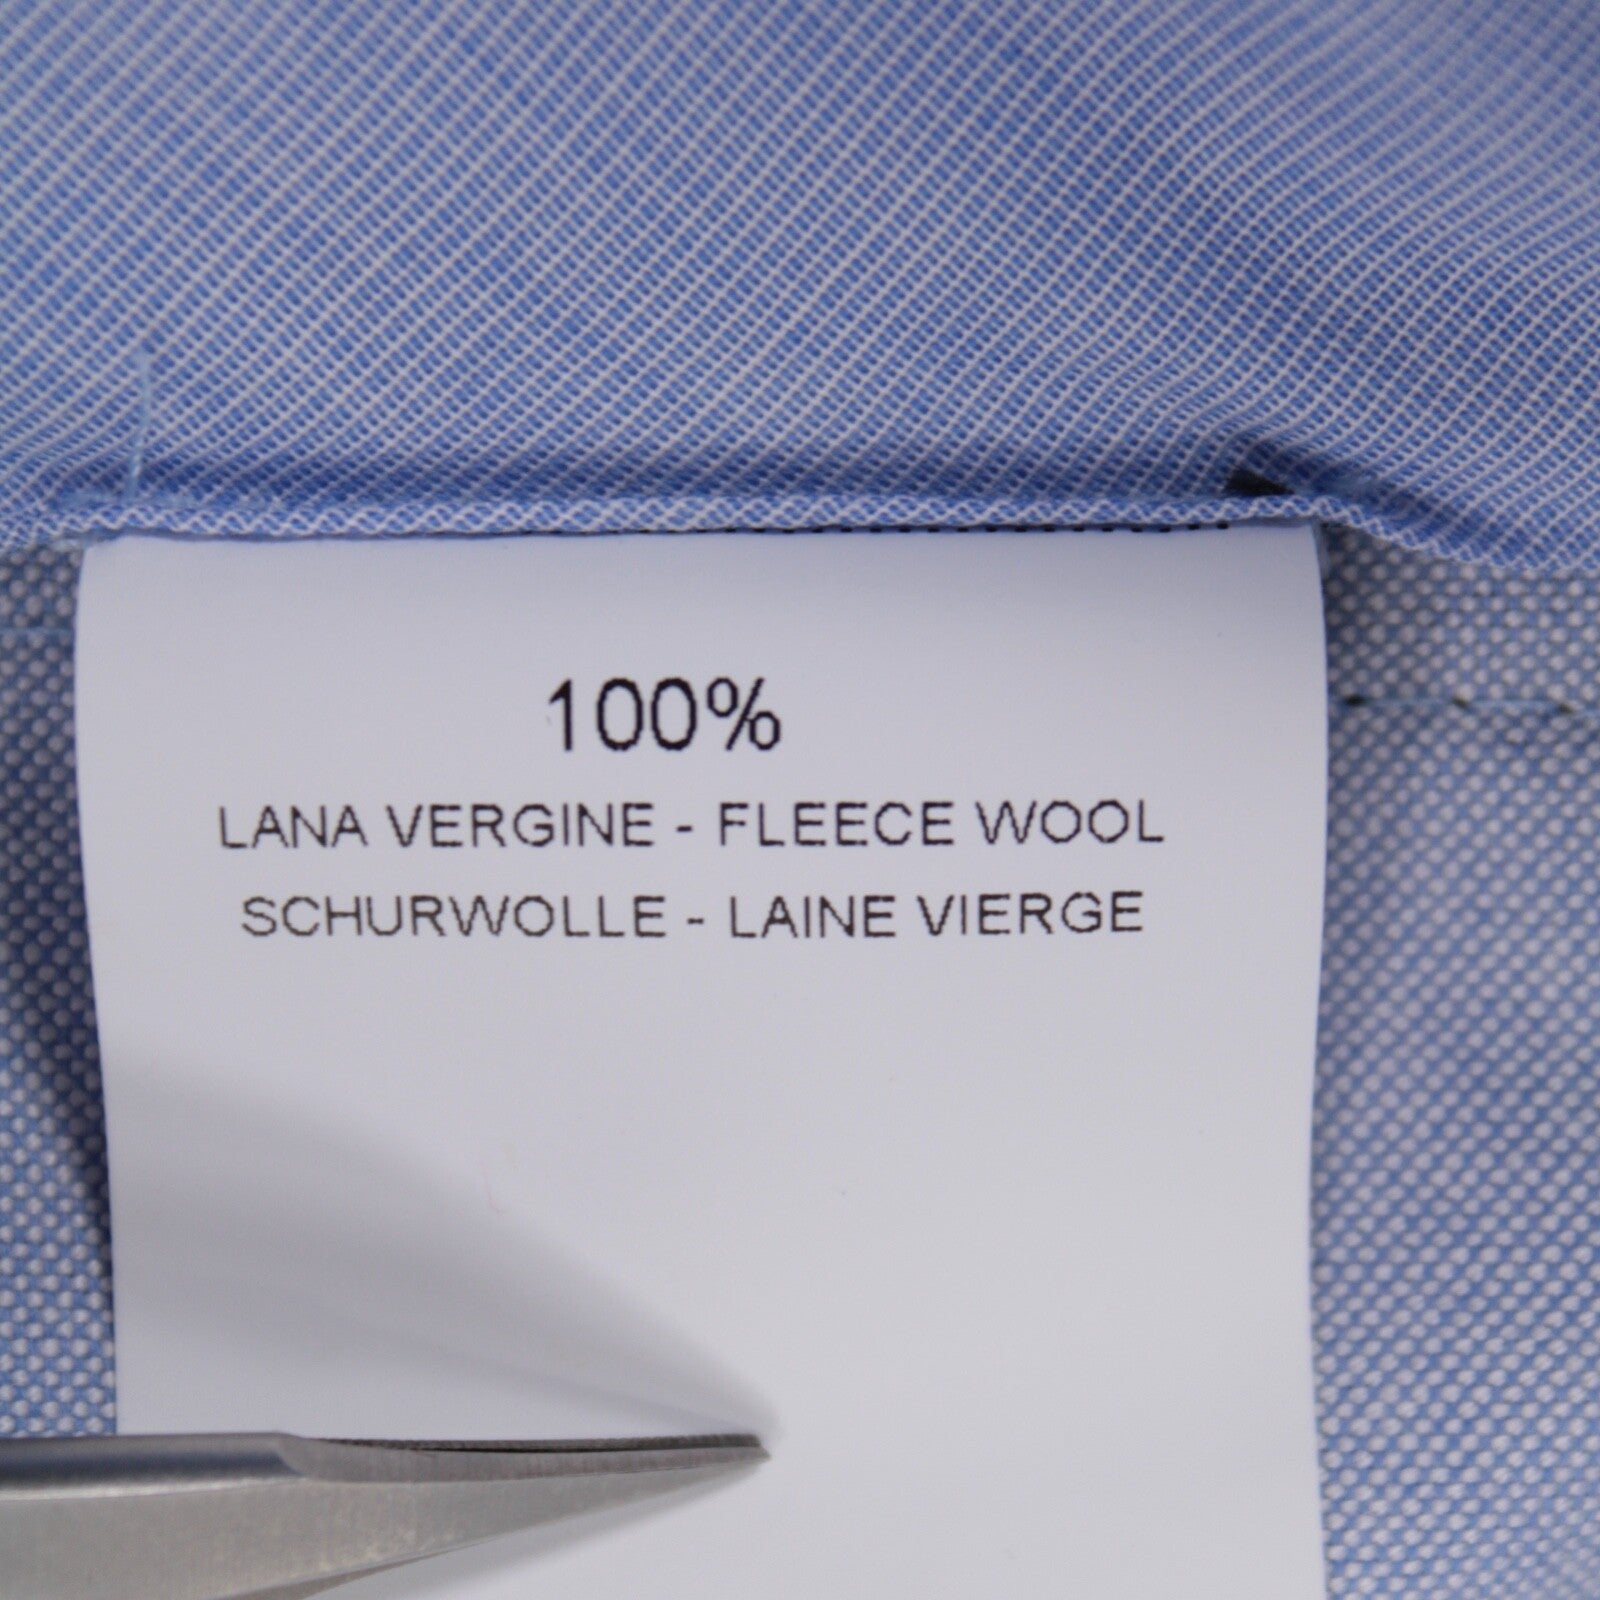 100%
LANA VERGINE - FLEECE WOOL
SCHURWOLLE - LAINE VIERGE